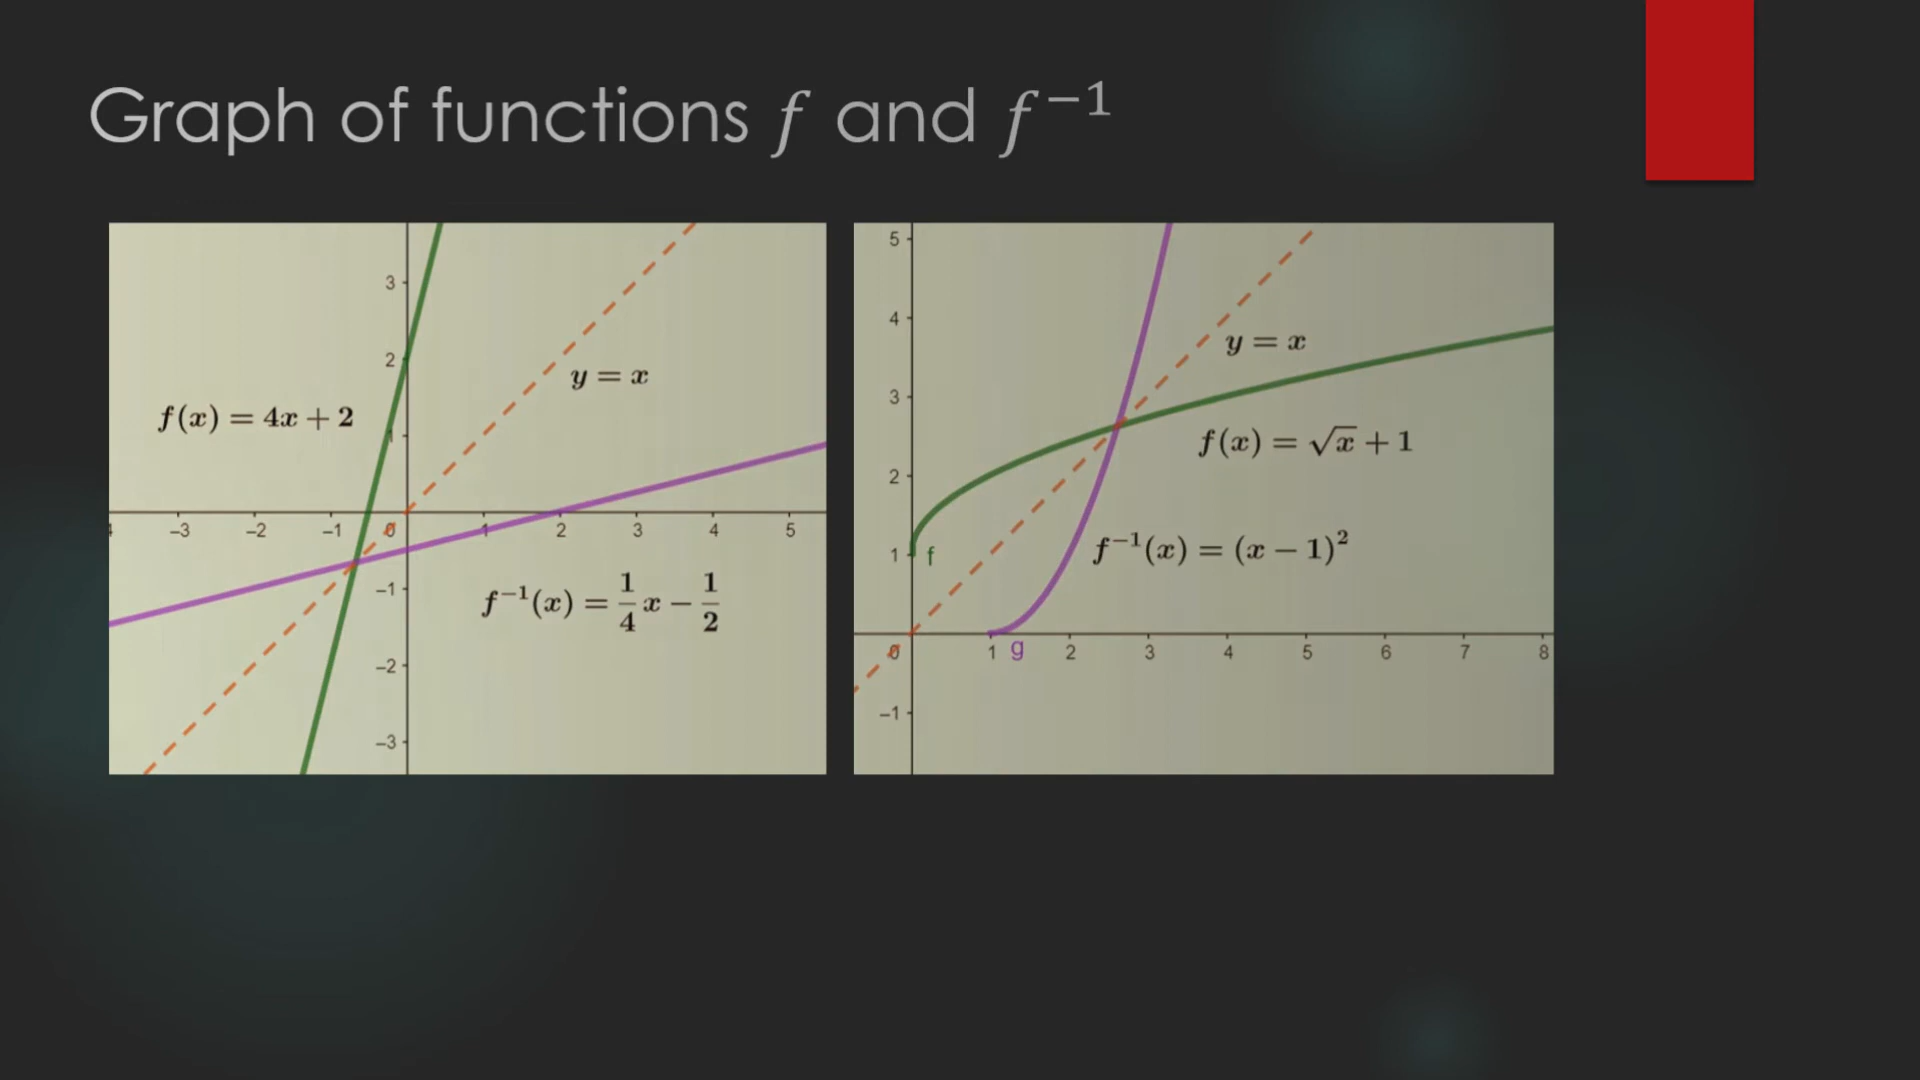 Graph of functions f and f⁻¹
3
2
1
-3 -2 -1 0 1 2 3 4 5
-1
-2
-3
f(x) = 4x + 2
y = x
f⁻¹(x) = 1/4 x − 1/2
5
4
3
2
1
f
0 1 g 2 3 4 5 6 7 8
-1
y = x
f(x) = √x + 1
f⁻¹(x) = (x − 1)²